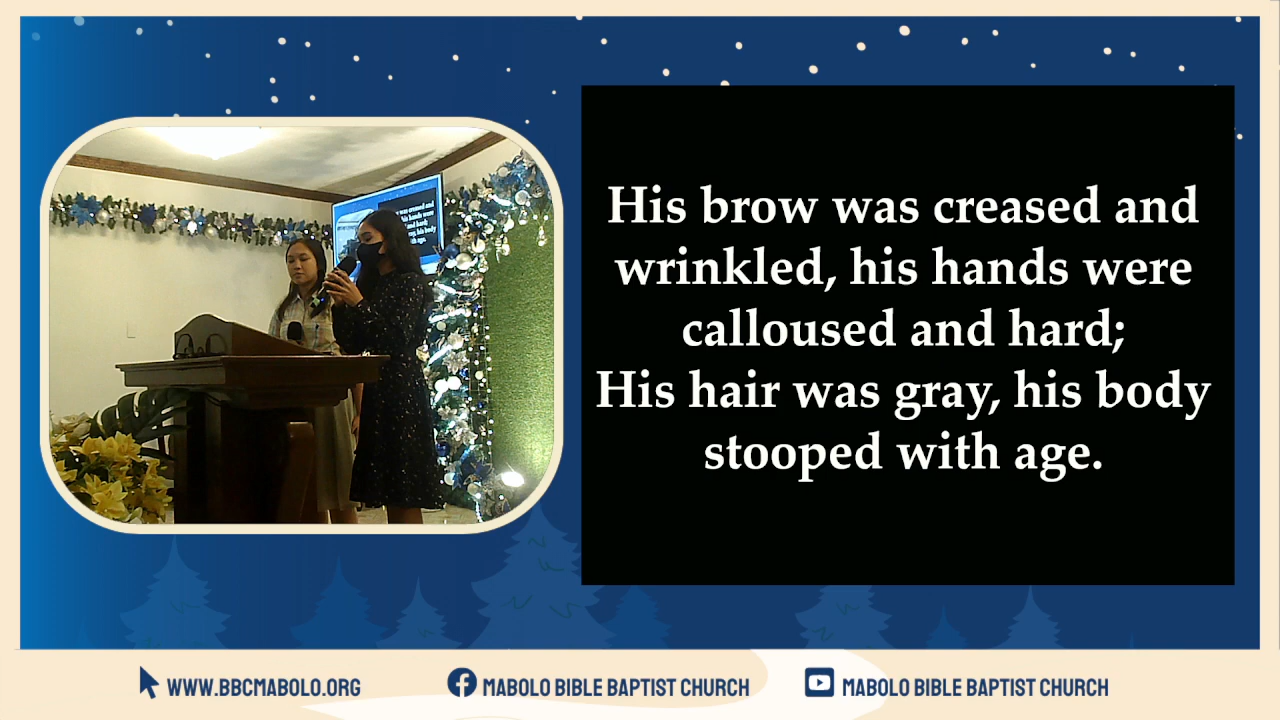 His brow was creased and
wrinkled, his hands were
calloused and hard;
His hair was gray, his body
stooped with age.
WWW.BBCMABOLO.ORG
MABOLO BIBLE BAPTIST CHURCH
MABOLO BIBLE BAPTIST CHURCH